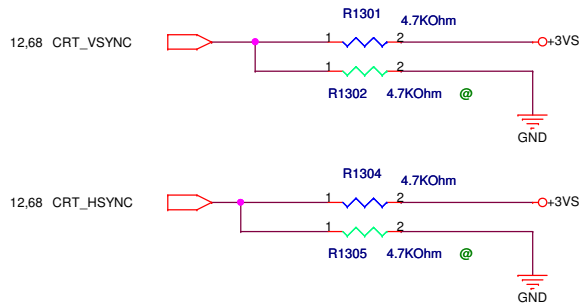 R1301 4.7KOhm
12,68 CRT_VSYNC 1 2 +3VS
1 2
R1302 4.7KOhm @
GND
R1304 4.7KOhm
12,68 CRT_HSYNC 1 2 +3VS
1 2
R1305 4.7KOhm @
GND